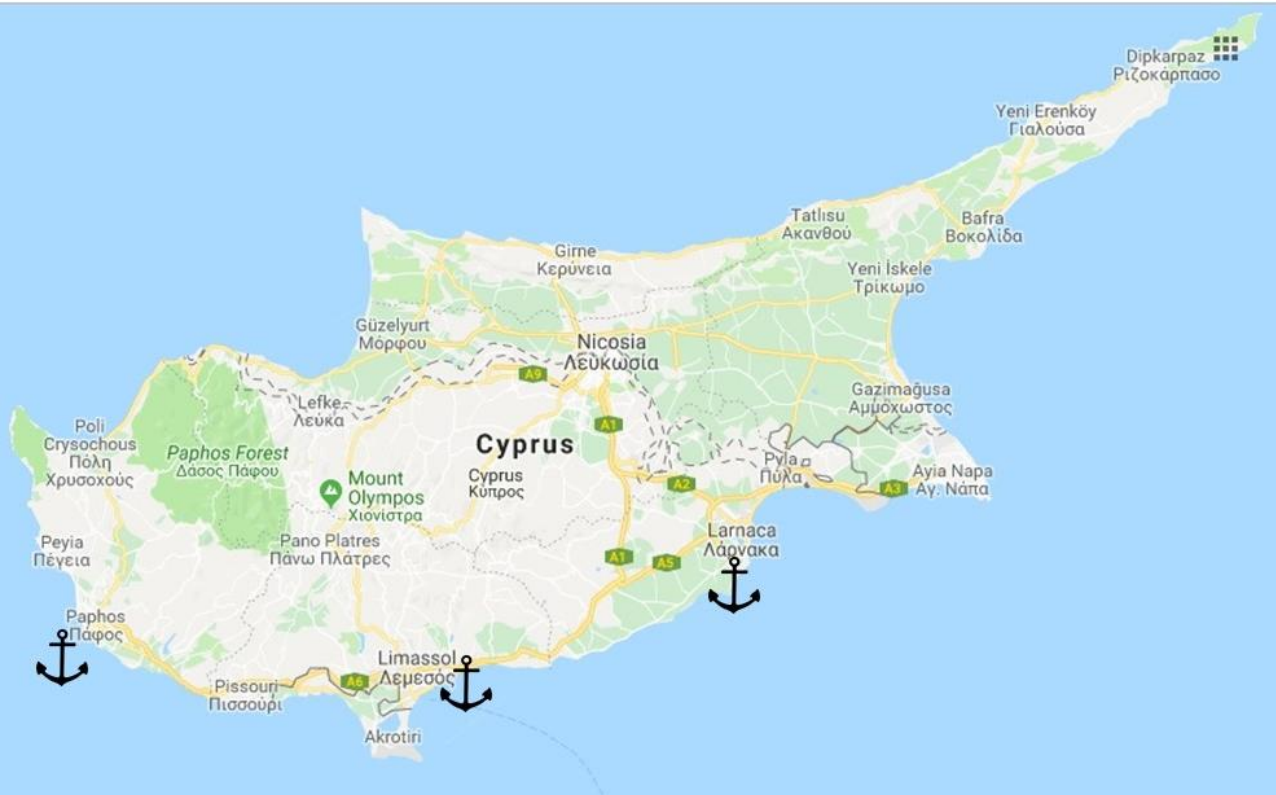 Dipkarpaz
Ριζοκάρπασο
Yeni Erenköy
Γιαλούσα
Tatlısu
Ακανθού
Bafra
Βοκολίδα
Girne
Κερύνεια
Yeni İskele
Τρίκωμο
Güzelyurt
Μόρφου
Nicosia
Λευκωσία
A9
Gazimağusa
Αμμόχωστος
Lefke
Λεύκα
A1
Poli
Crysochous
Πόλη
Χρυσοχούς
Paphos Forest
Δάσος Πάφου
Cyprus
Cyprus
Κύπρος
Pyla
Πύλα
Ayia Napa
Αγ. Νάπα
A2
A3
Mount
Olympos
Χιονίστρα
Larnaca
Λάρνακα
Peyia
Πέγεια
Pano Platres
Πάνω Πλάτρες
A1
A5
Paphos
Πάφος
Limassol
Λεμεσός
A6
Pissouri
Πισσούρι
Akrotiri